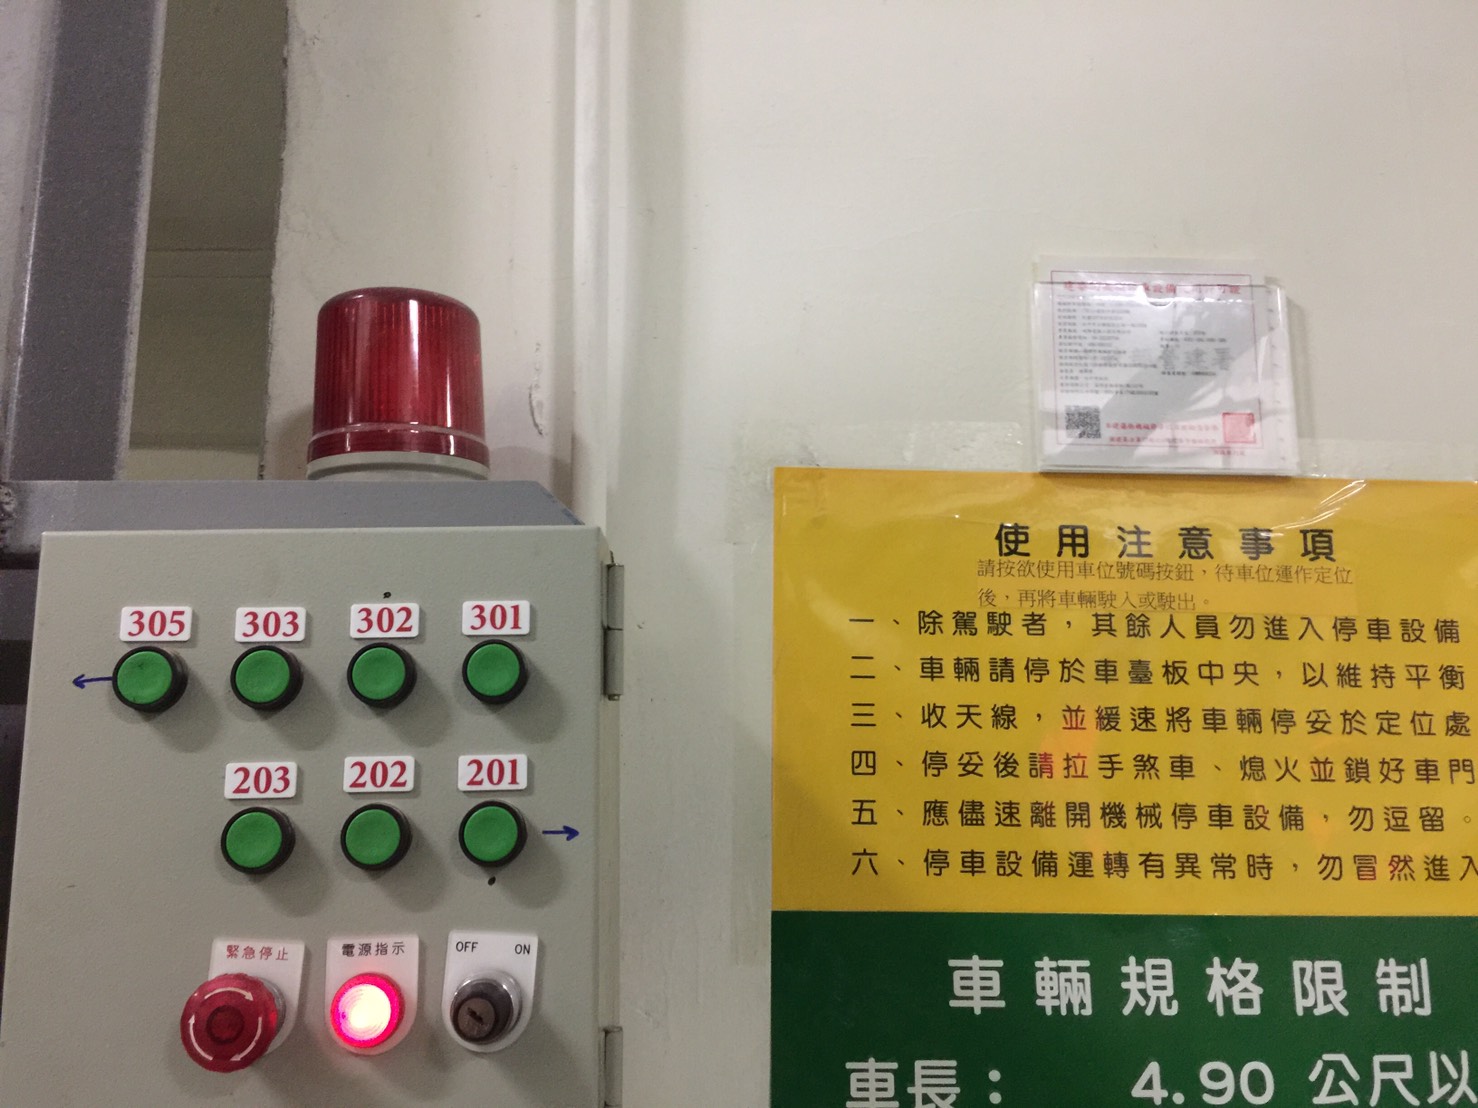 305 303 302 301
203 202 201
緊急停止 電源指示 OFF ON
使用注意事項
請按欲使用車位號碼按鈕，待車位運作定位
後，再將車輛駛入或駛出。
一、除駕駛者，其餘人員勿進入停車設備
二、車輛請停於車臺板中央，以維持平衡
三、收天線，並緩速將車輛停妥於定位處
四、停妥後請拉手煞車、熄火並鎖好車門
五、應儘速離開機械停車設備，勿逗留。
六、停車設備運轉有異常時，勿冒然進入
車輛規格限制
車長： 4.90 公尺以